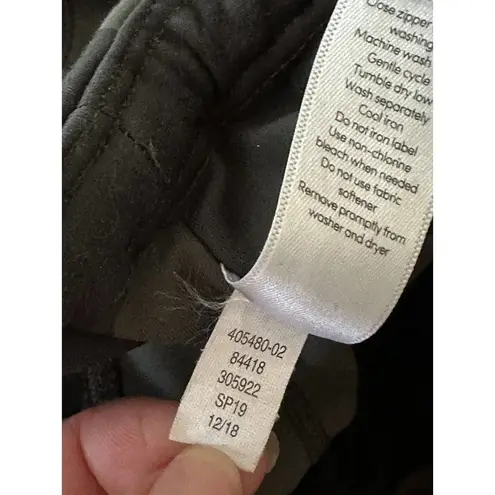 Close zipper
washing
Machine wash
Gentle cycle
Tumble dry low
Wash separately
Cool iron
Do not iron label
Use non-chlorine
bleach when needed
Do not use fabric
softener
Remove promptly from
washer and dryer
405480-02
84418
305922
SP19
12/18